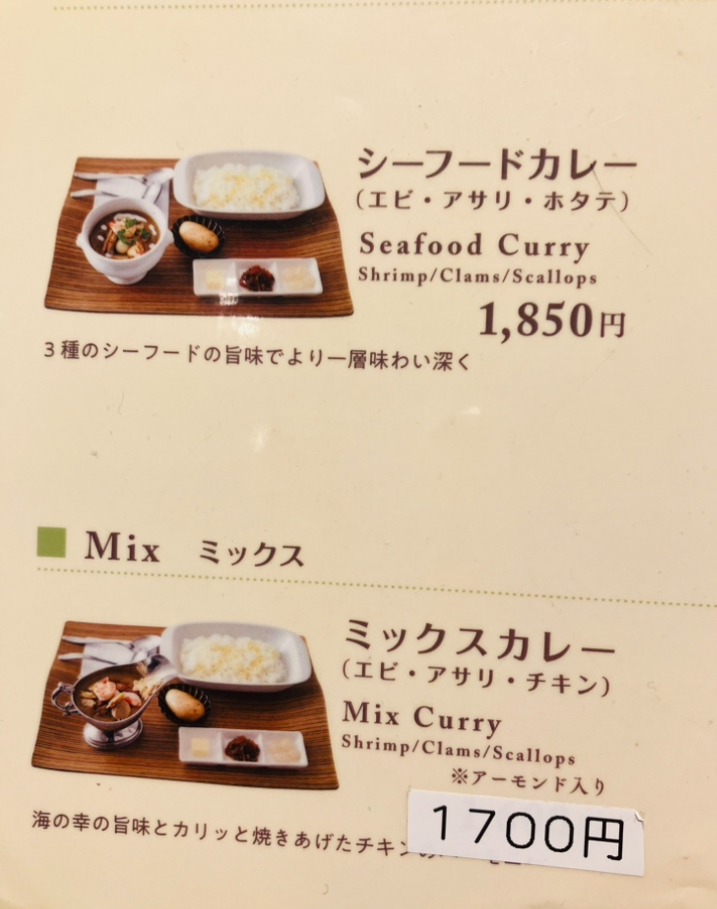 シーフードカレー
（エビ・アサリ・ホタテ）
Seafood Curry
Shrimp/Clams/Scallops
1,850円
3種のシーフードの旨味でより一層味わい深く
Mix ミックス
ミックスカレー
（エビ・アサリ・チキン）
Mix Curry
Shrimp/Clams/Scallops
※アーモンド入り
海の幸の旨味とカリッと焼きあげたチキン
1700円